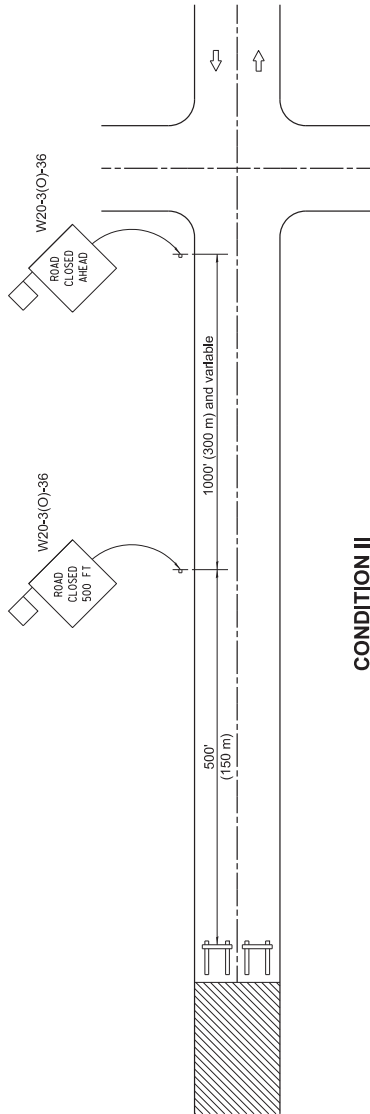 W20-3(O)-36
ROAD
CLOSED
AHEAD
W20-3(O)-36
ROAD
CLOSED
500 FT
1000' (300 m) and variable
500'
(150 m)
CONDITION II